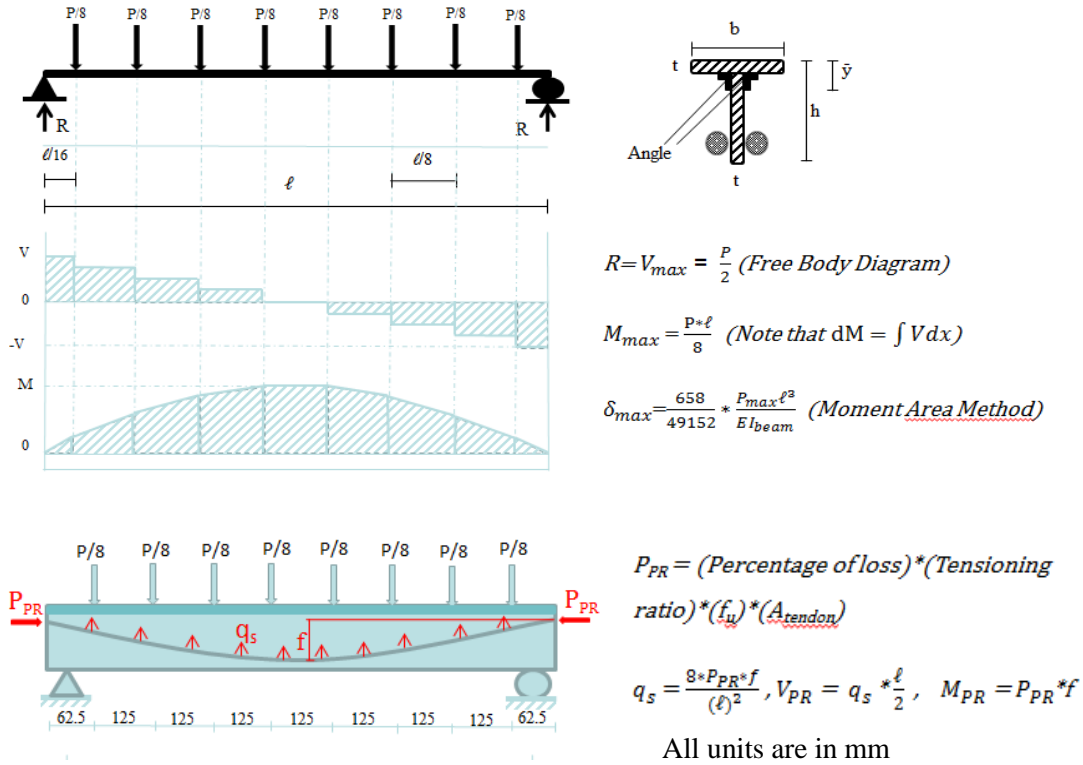 P/8 P/8 P/8 P/8 P/8 P/8 P/8 P/8
R R
ℓ/16 ℓ/8
ℓ
b
t ȳ
h
Angle
t
V
0
-V
M
0
R=V_max = P/2 (Free Body Diagram)
M_max = P*ℓ/8 (Note that dM = ∫ V dx)
δ_max = 658/49152 * P_max ℓ³/EI_beam (Moment Area Method)
P/8 P/8 P/8 P/8 P/8 P/8 P/8 P/8
P_PR P_PR
q_s f
62.5 125 125 125 125 125 125 125 62.5
P_PR = (Percentage of loss)*(Tensioning
ratio)*(f_u)*(A_tendon)
q_s = 8*P_PR*f/(ℓ)² , V_PR = q_s * ℓ/2 , M_PR = P_PR*f
All units are in mm